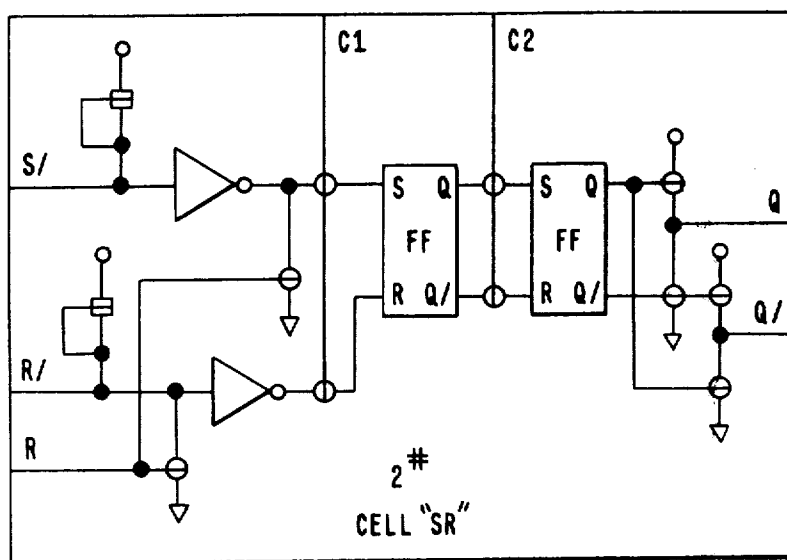 C1
C2
S/
S Q
S Q
Q
FF
FF
R Q/
R Q/
Q/
R/
R
2#
CELL "SR"